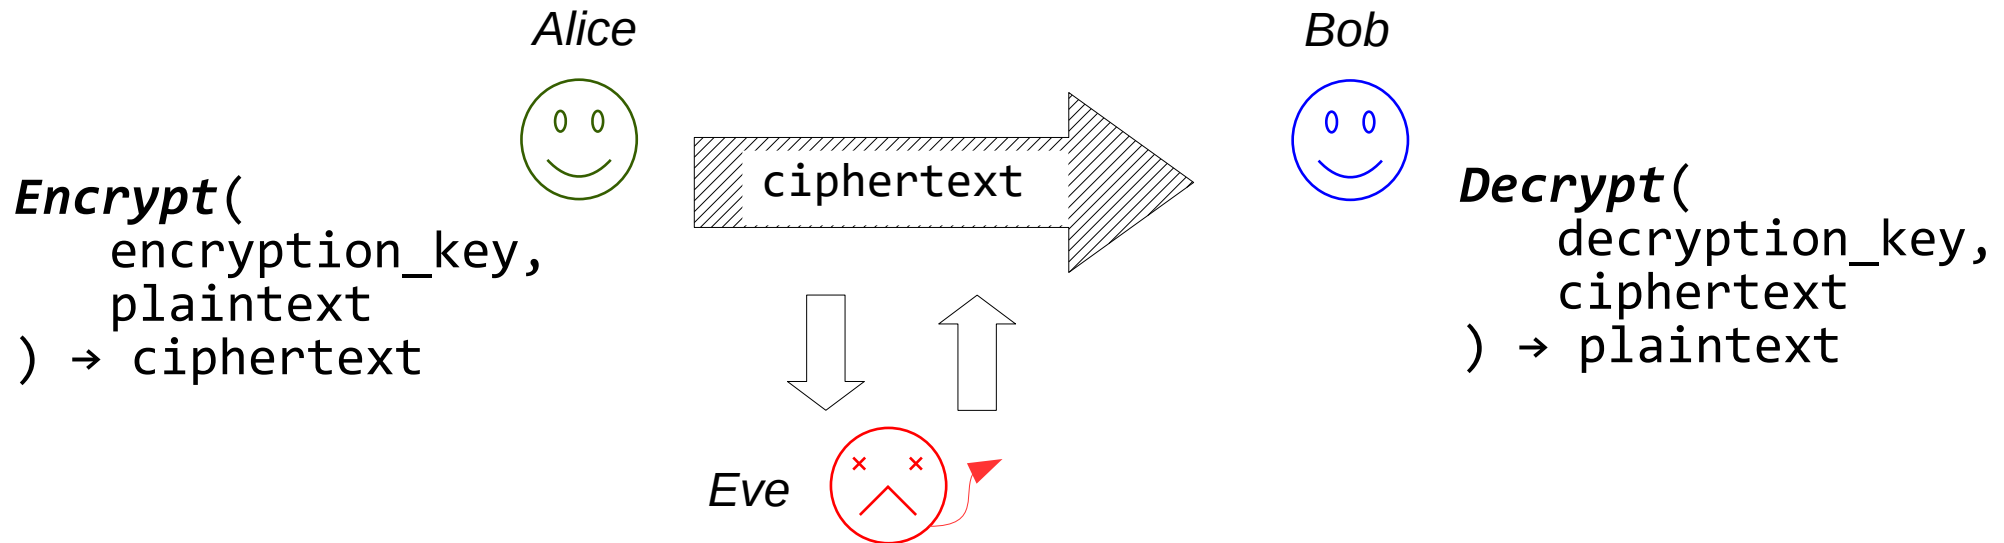 Alice
Bob
Encrypt(
encryption_key,
plaintext
) → ciphertext
ciphertext
Decrypt(
decryption_key,
ciphertext
) → plaintext
Eve